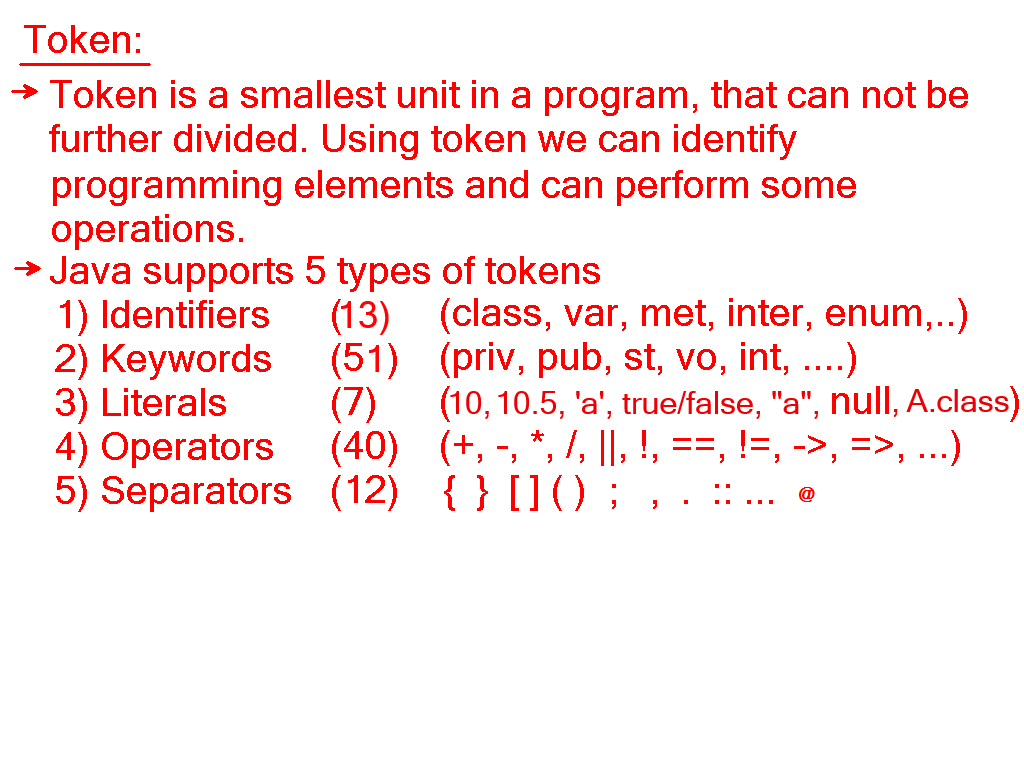 Token:
→ Token is a smallest unit in a program, that can not be
further divided. Using token we can identify
programming elements and can perform some
operations.
→ Java supports 5 types of tokens
1) Identifiers (13) (class, var, met, inter, enum,..)
2) Keywords (51) (priv, pub, st, vo, int, ....)
3) Literals (7) (10, 10.5, 'a', true/false, "a", null, A.class)
4) Operators (40) (+, -, *, /, ||, !, ==, !=, ->, =>, ...)
5) Separators (12) { } [ ] ( ) ; , . :: ... @